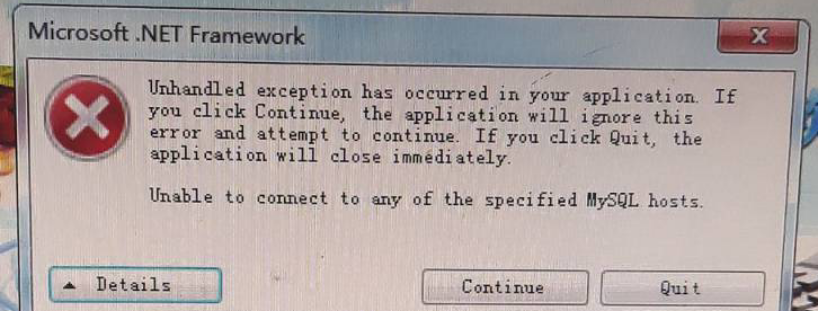 Microsoft .NET Framework
Unhandled exception has occurred in your application. If
you click Continue, the application will ignore this
error and attempt to continue. If you click Quit, the
application will close immediately.
Unable to connect to any of the specified MySQL hosts.
Details
Continue
Quit